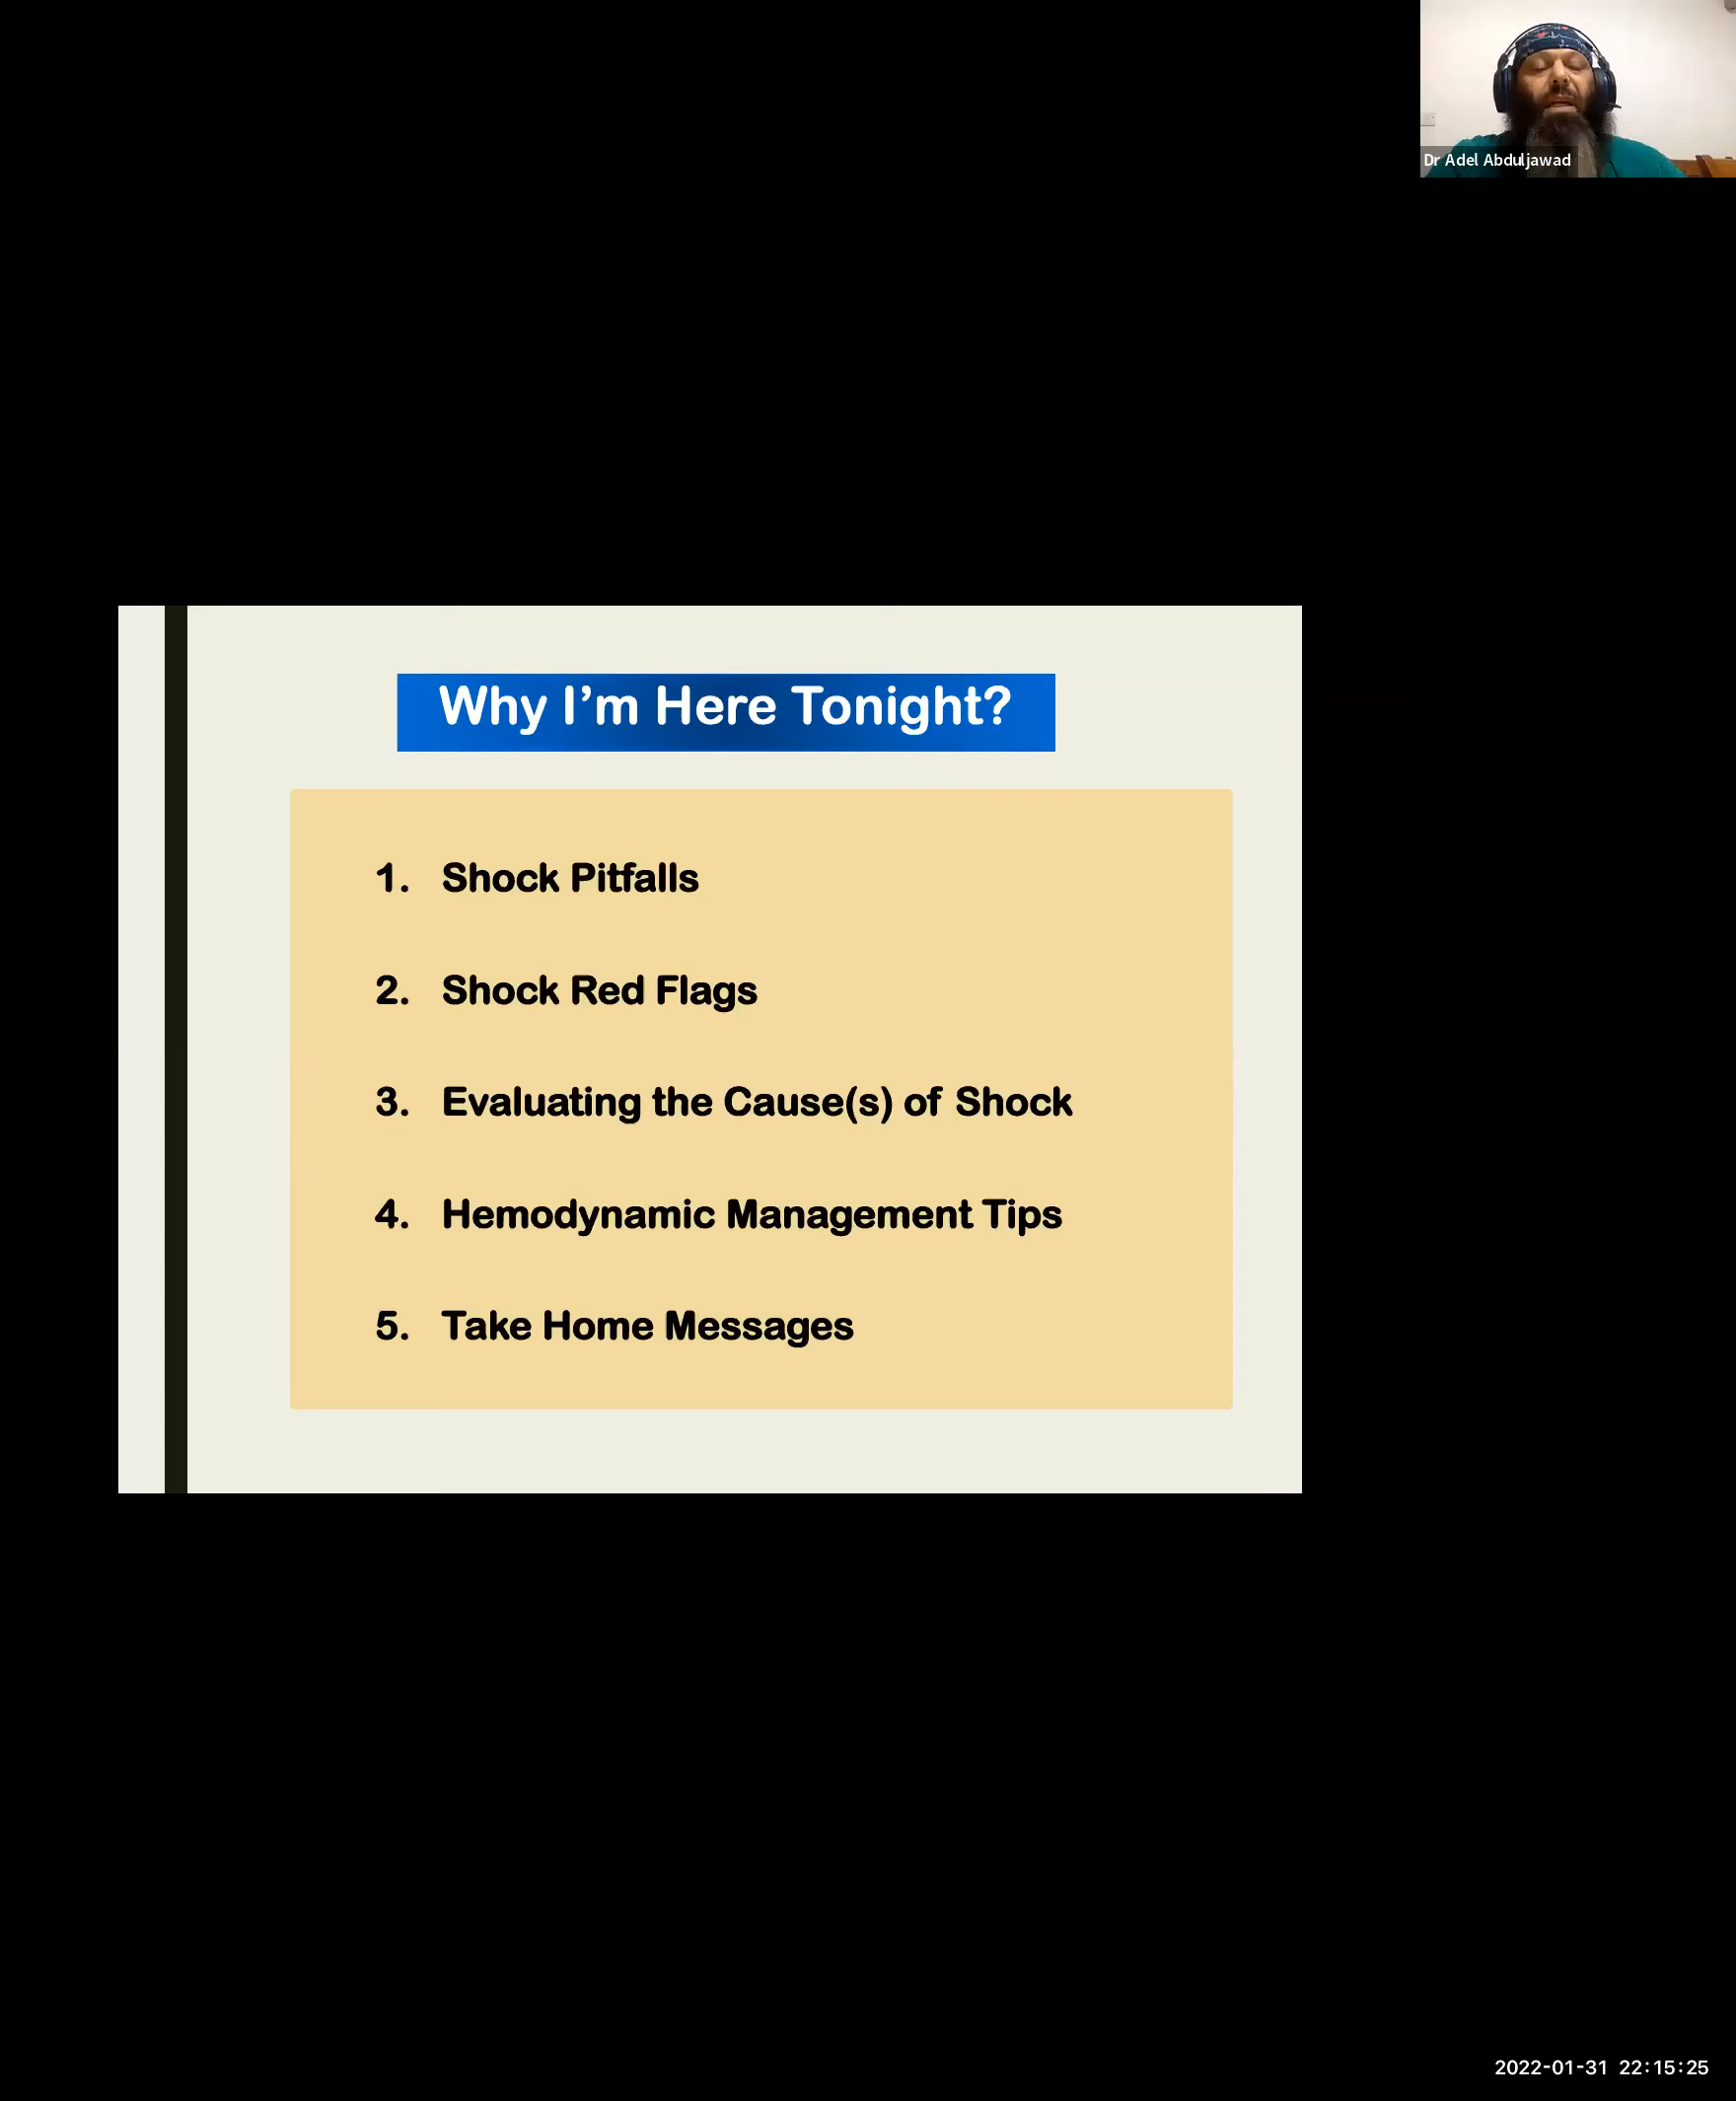 Dr Adel Abduljawad
Why I’m Here Tonight?
1. Shock Pitfalls
2. Shock Red Flags
3. Evaluating the Cause(s) of Shock
4. Hemodynamic Management Tips
5. Take Home Messages
2022-01-31 22:15:25